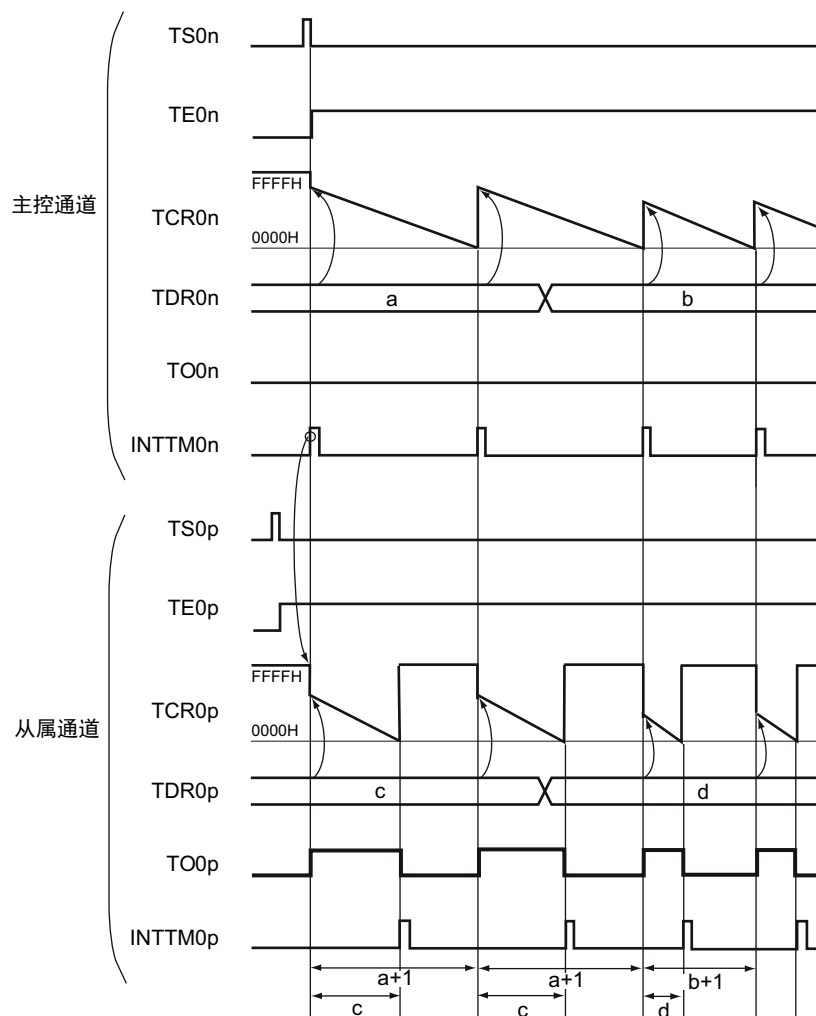 主控通道
TS0n
TE0n
TCR0n
FFFFH
0000H
TDR0n
a
b
TO0n
INTTM0n
从属通道
TS0p
TE0p
TCR0p
FFFFH
0000H
TDR0p
c
d
TO0p
INTTM0p
a+1
a+1
b+1
c
c
d